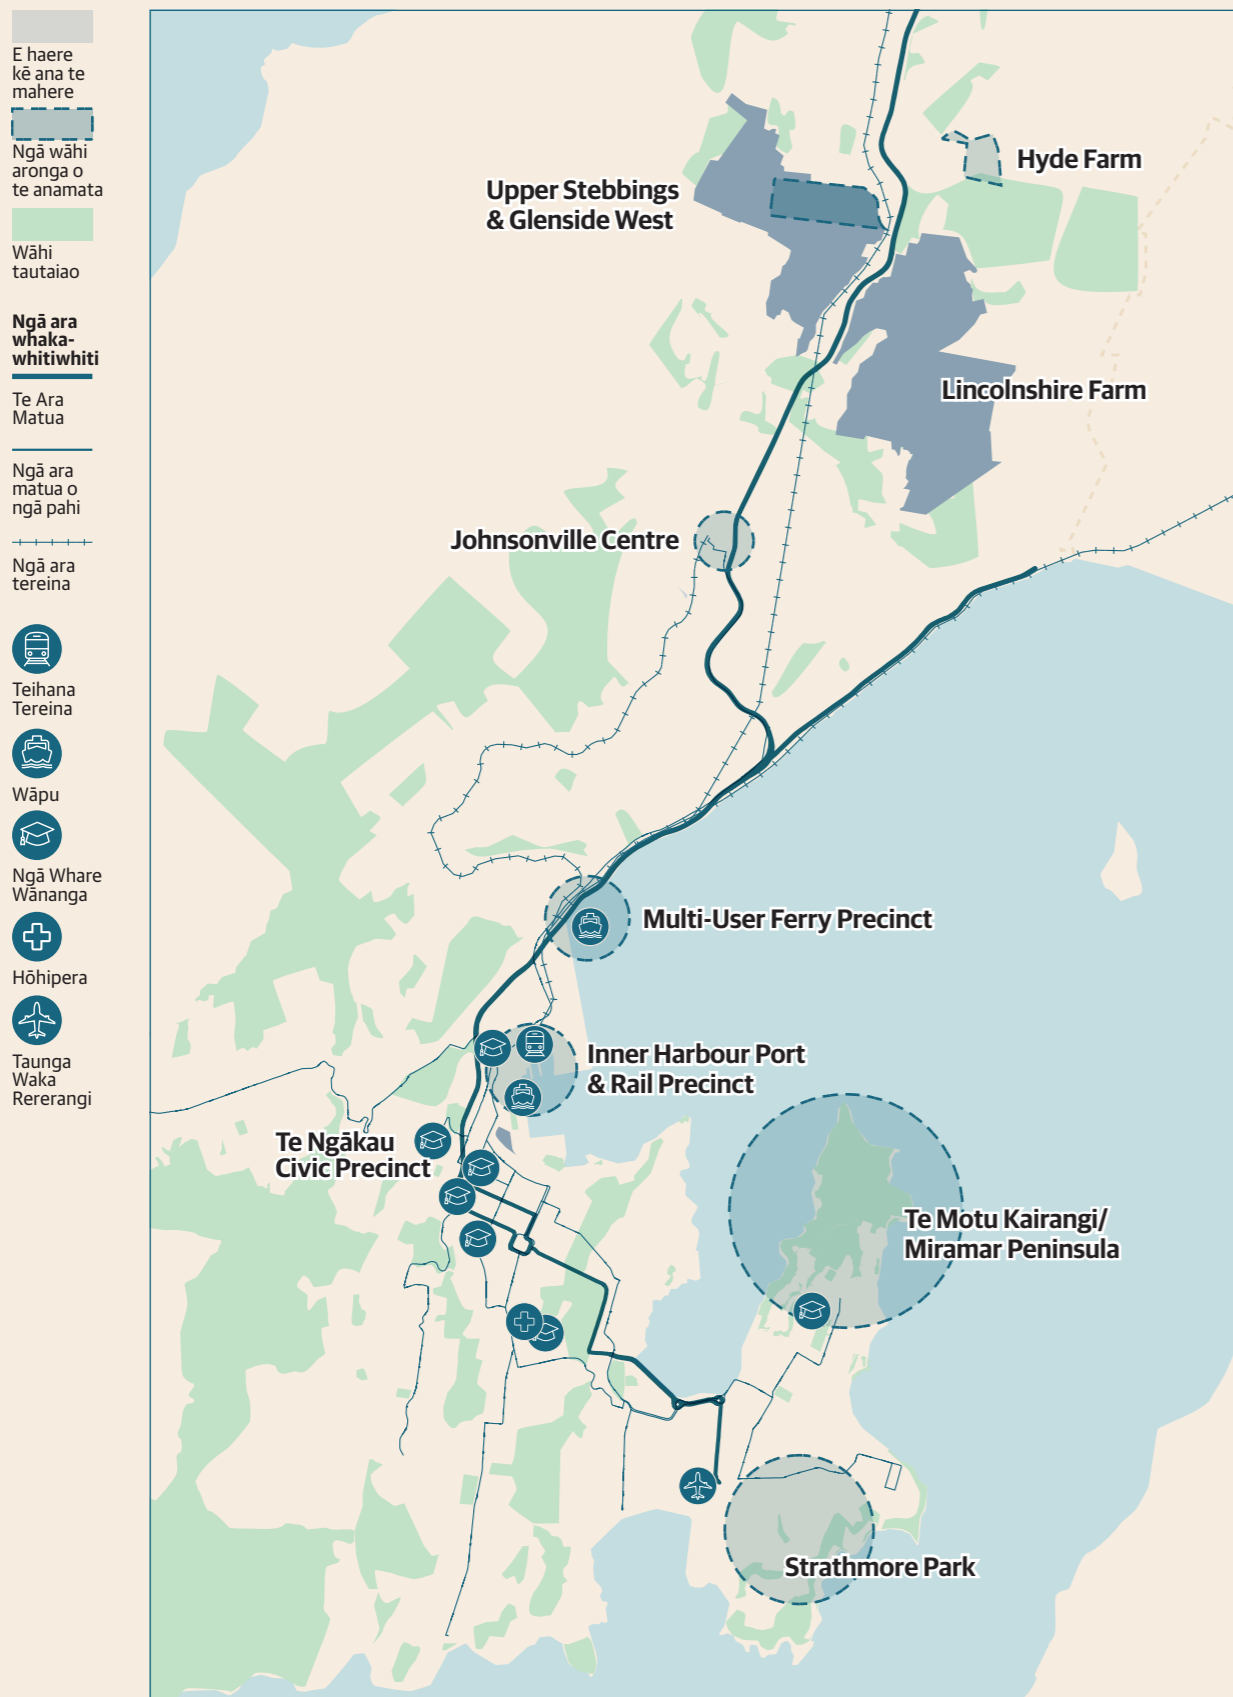 E haere
kē ana te
mahere
Ngā wāhi
aronga o
te anamata
Wāhi
tautaiao
Ngā ara
whaka-
whitiwhiti
Te Ara
Matua
Ngā ara
matua o
ngā pahi
Ngā ara
tereina
Teihana
Tereina
Wāpu
Ngā Whare
Wānanga
Hōhipera
Taunga
Waka
Rererangi
Hyde Farm
Upper Stebbings
& Glenside West
Lincolnshire Farm
Johnsonville Centre
Multi-User Ferry Precinct
Inner Harbour Port
& Rail Precinct
Te Ngākau
Civic Precinct
Te Motu Kairangi/
Miramar Peninsula
Strathmore Park